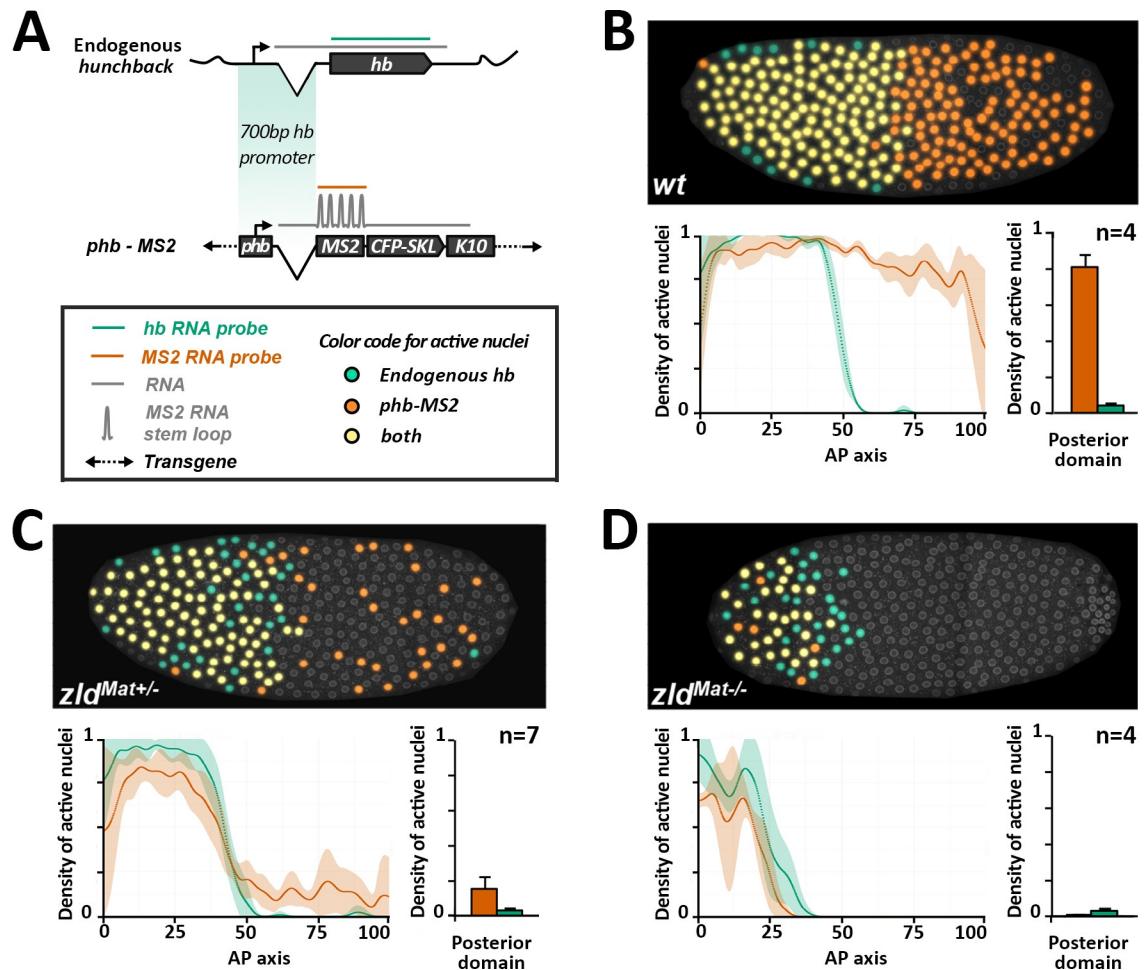 A
Endogenous
hunchback
hb
700bp hb
promoter
phb - MS2
phb
MS2
CFP-SKL
K10
hb RNA probe
MS2 RNA probe
RNA
MS2 RNA
stem loop
Transgene
Color code for active nuclei
Endogenous hb
phb-MS2
both
B
wt
Density of active nuclei
1
0
0
25
50
75
100
AP axis
Density of active nuclei
1
0
n=4
Posterior
domain
C
zldMat+/-
Density of active nuclei
1
0
0
25
50
75
100
AP axis
Density of active nuclei
1
0
n=7
Posterior
domain
D
zldMat-/-
Density of active nuclei
1
0
0
25
50
75
100
AP axis
Density of active nuclei
1
0
n=4
Posterior
domain